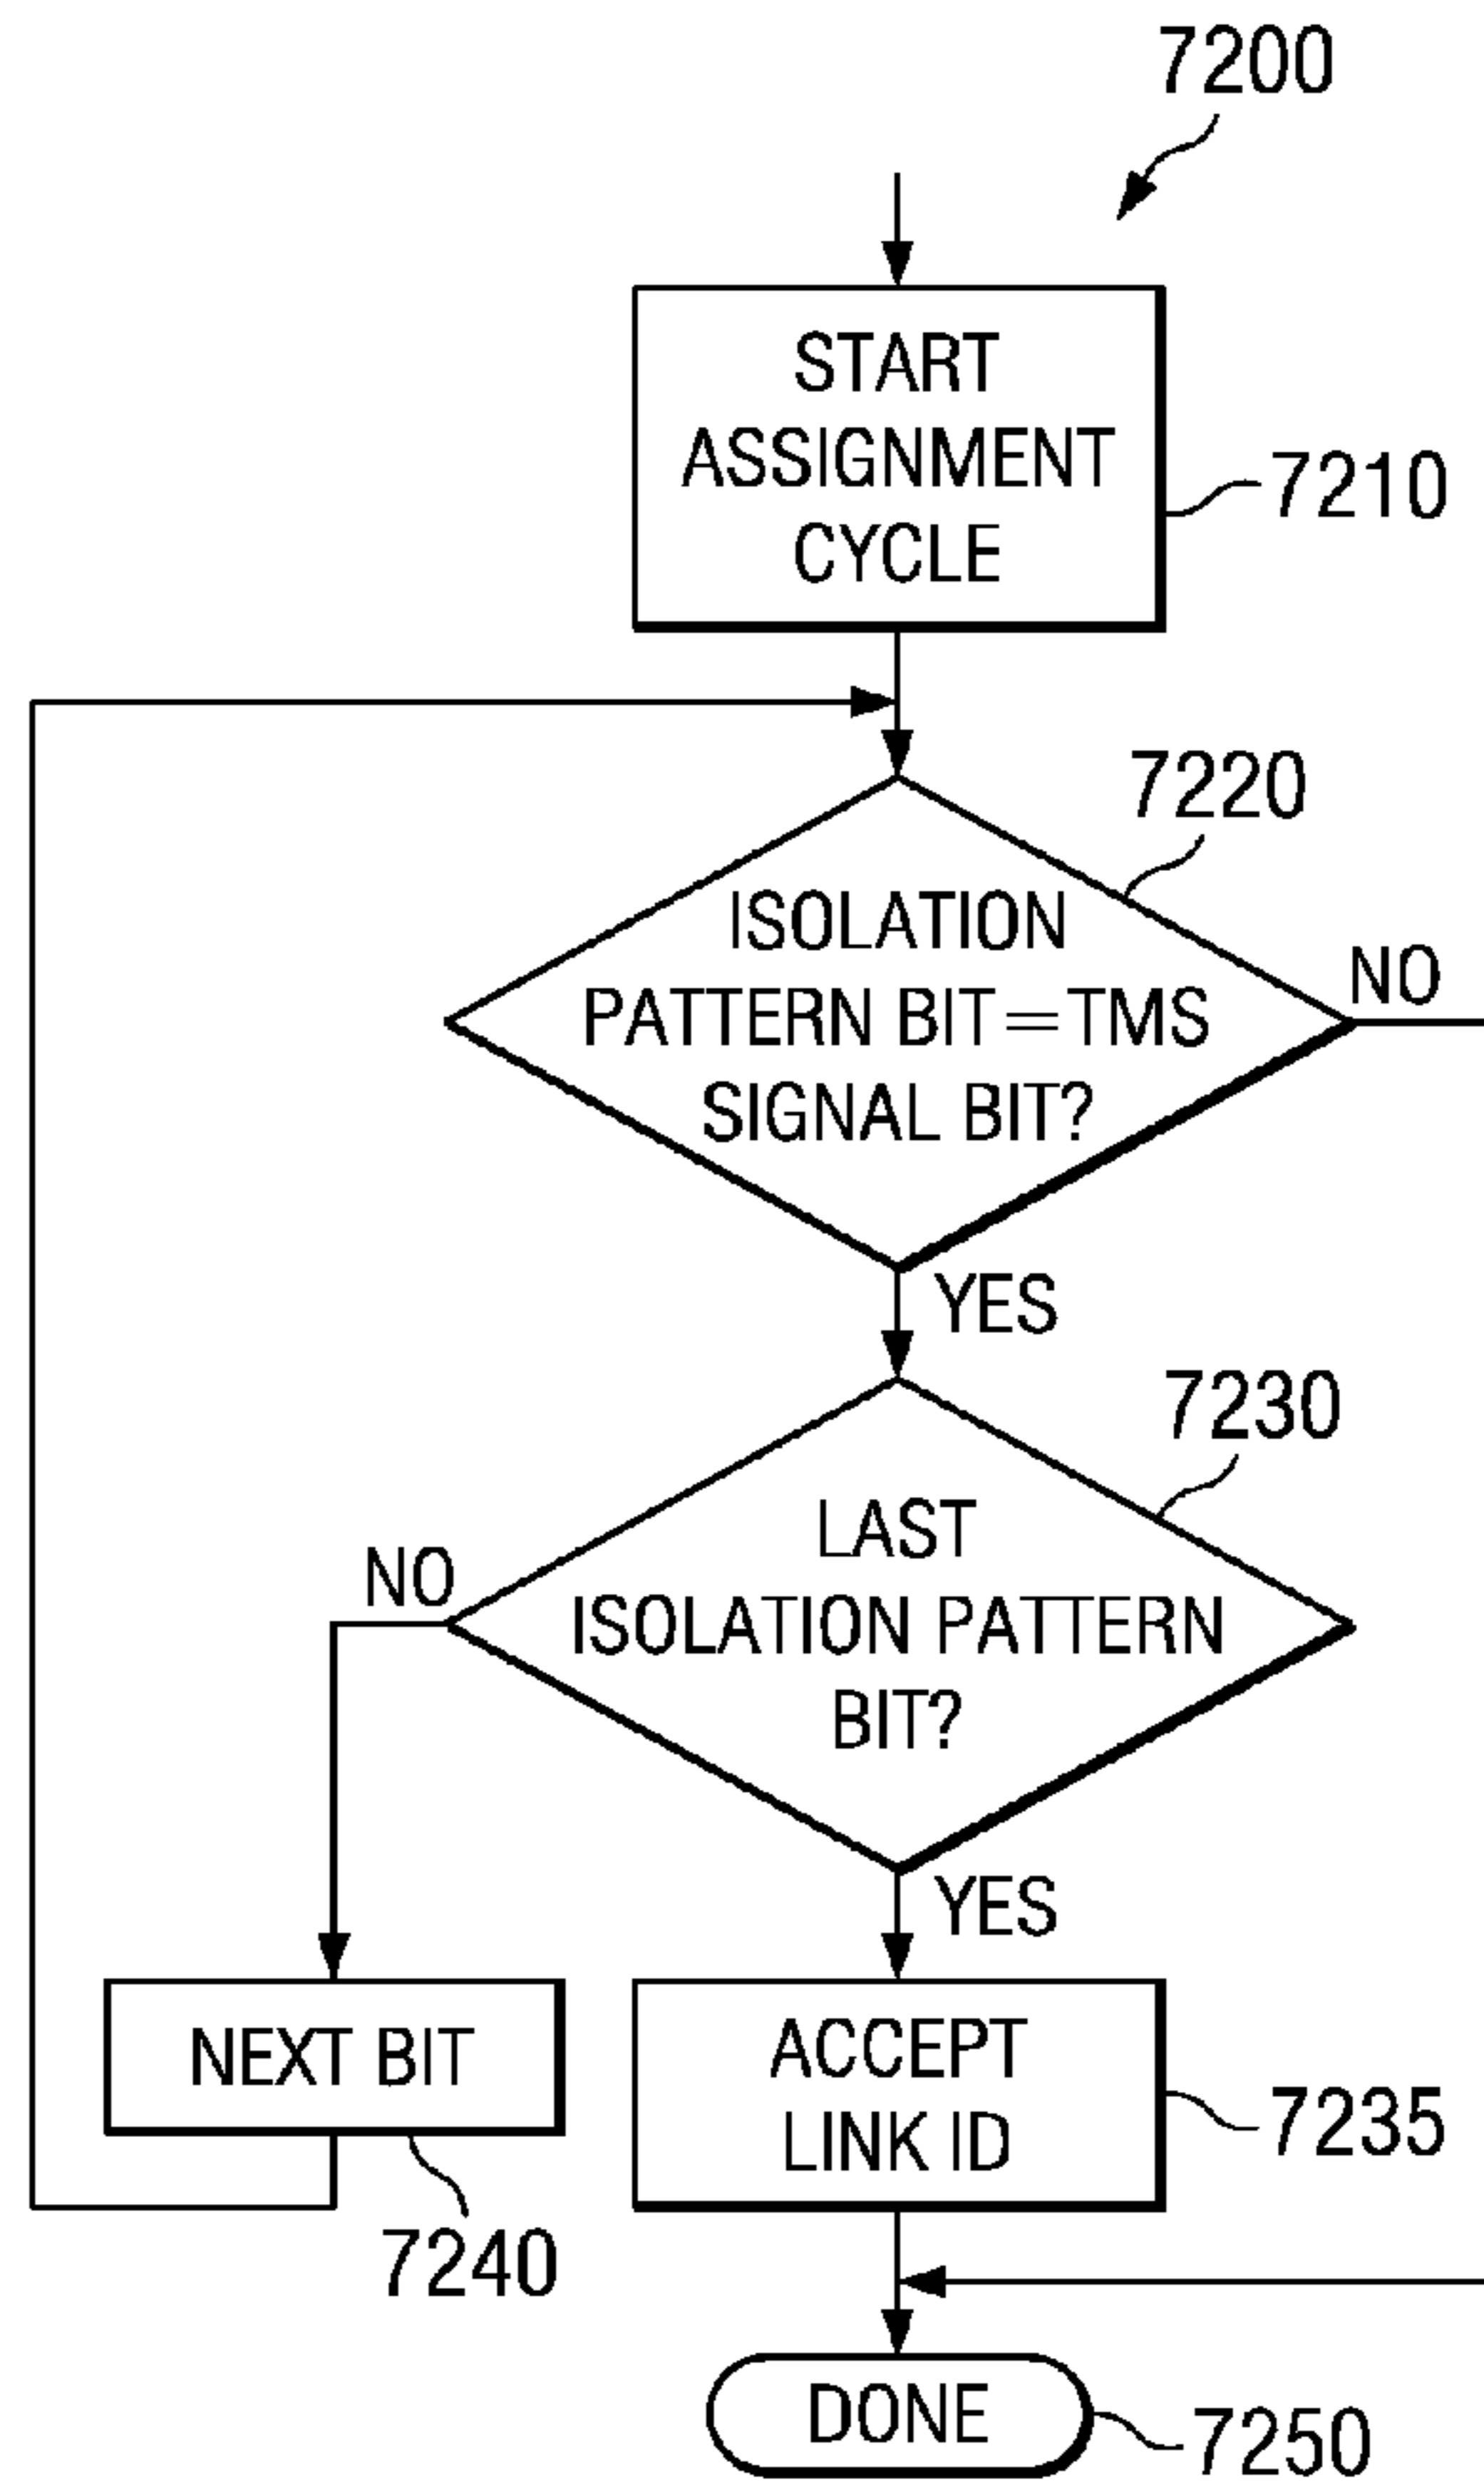 7200
START
ASSIGNMENT
CYCLE
7210
7220
ISOLATION
PATTERN BIT=TMS
SIGNAL BIT?
NO
YES
7230
LAST
ISOLATION PATTERN
BIT?
NO
YES
NEXT BIT
7240
ACCEPT
LINK ID
7235
DONE
7250